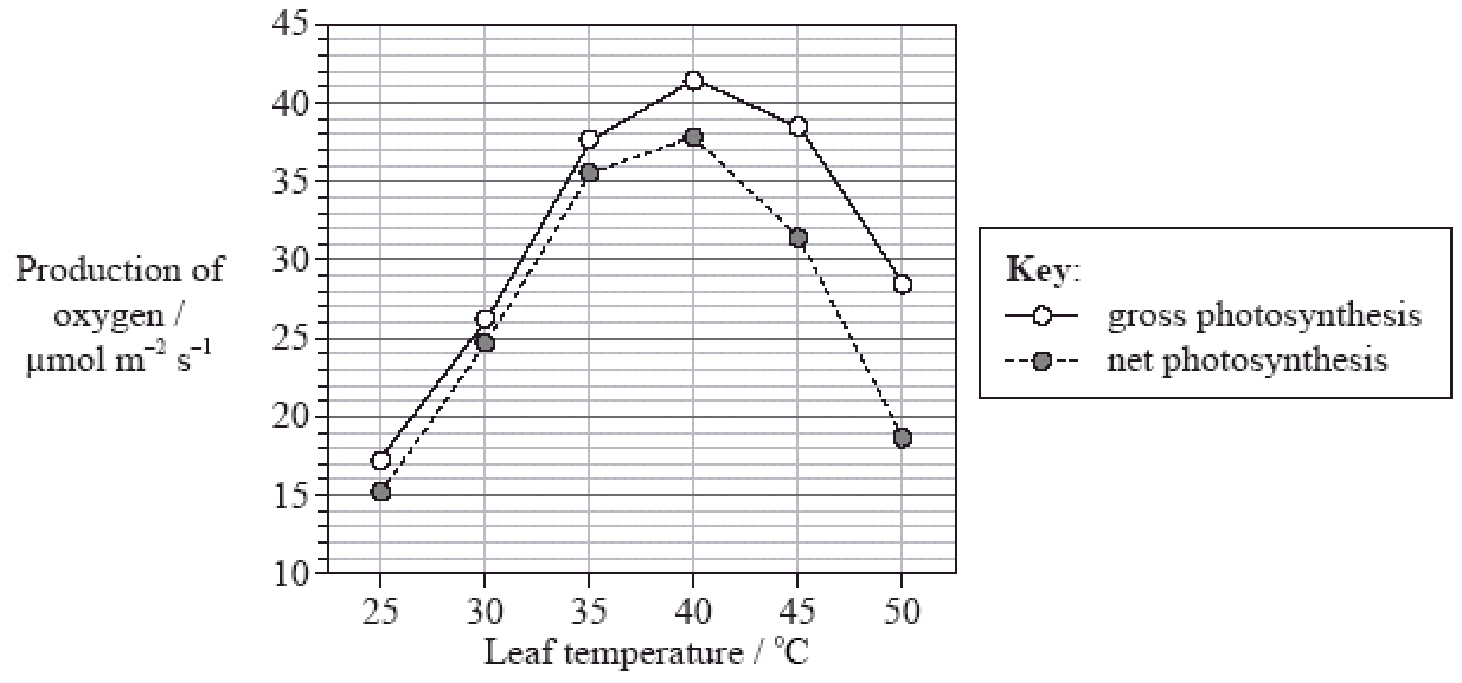 45
40
35
30
25
20
15
10
Production of
oxygen /
µmol m⁻² s⁻¹
25 30 35 40 45 50
Leaf temperature / °C
Key:
gross photosynthesis
net photosynthesis